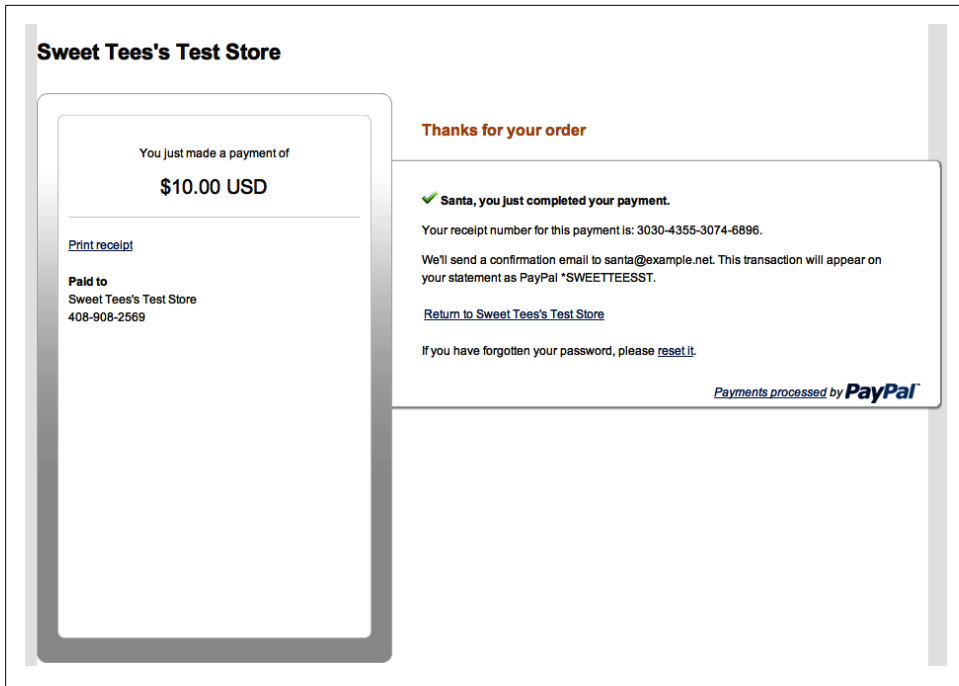 Sweet Tees's Test Store
You just made a payment of
$10.00 USD
Print receipt
Paid to
Sweet Tees's Test Store
408-908-2569
Thanks for your order
Santa, you just completed your payment.
Your receipt number for this payment is: 3030-4355-3074-6896.
We'll send a confirmation email to santa@example.net. This transaction will appear on
your statement as PayPal *SWEETTEESST.
Return to Sweet Tees's Test Store
If you have forgotten your password, please reset it.
Payments processed by PayPal